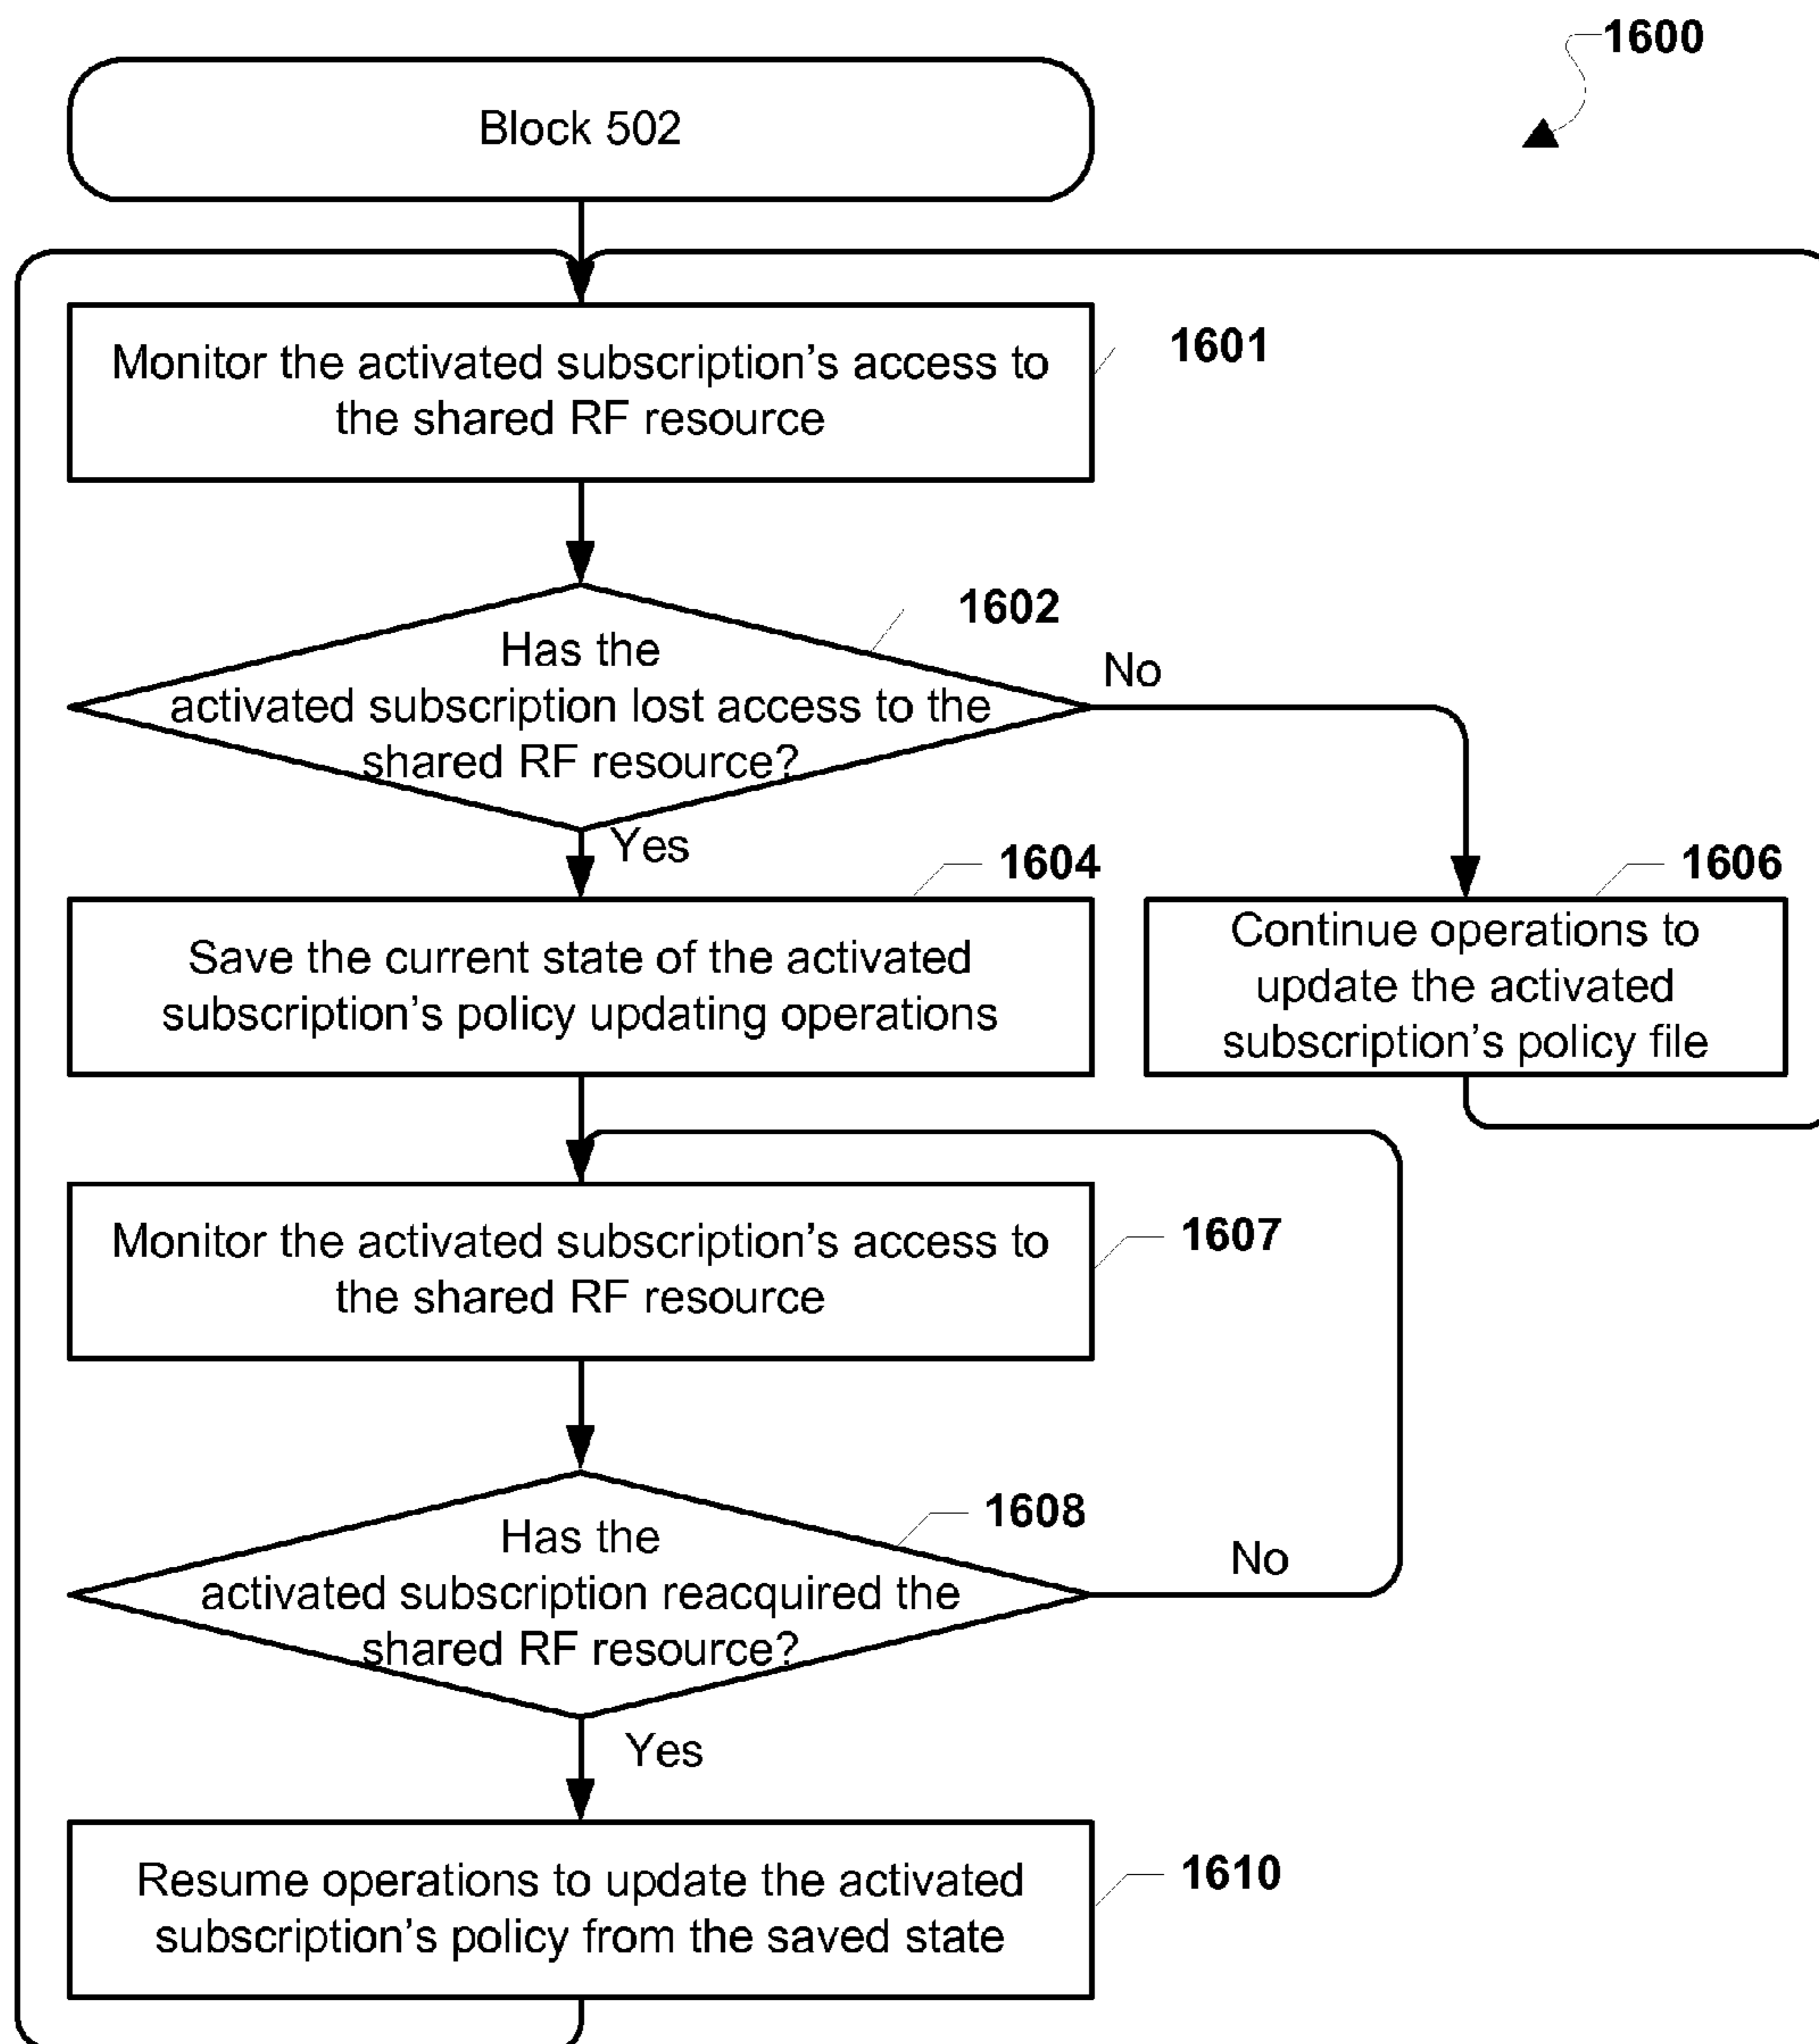 1600
Block 502
Monitor the activated subscription's access to
the shared RF resource
1601
Has the
activated subscription lost access to the
shared RF resource?
1602
No
Yes
1604
1606
Save the current state of the activated
subscription's policy updating operations
Continue operations to
update the activated
subscription's policy file
Monitor the activated subscription's access to
the shared RF resource
1607
Has the
activated subscription reacquired the
shared RF resource?
1608
No
Yes
Resume operations to update the activated
subscription's policy from the saved state
1610